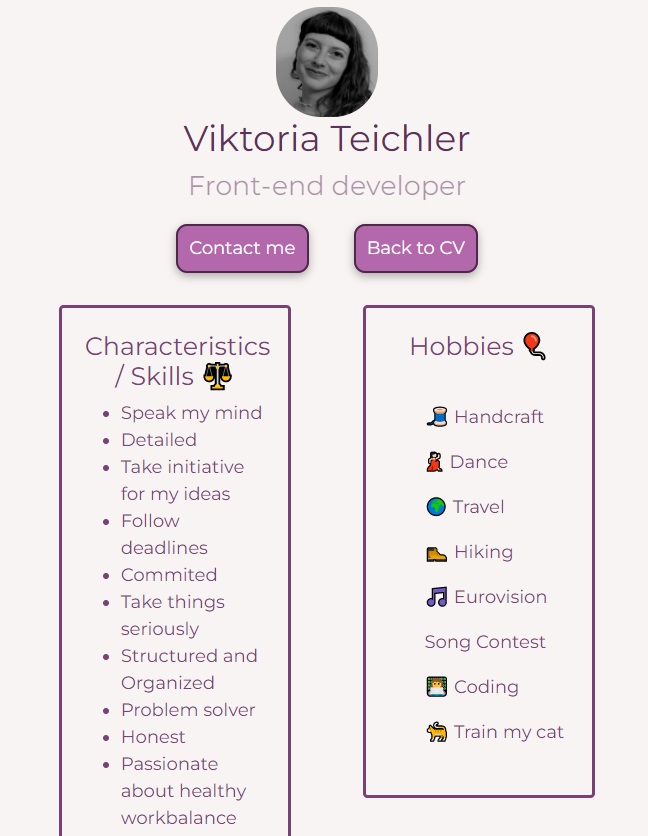 Viktoria Teichler
Front-end developer
Contact me
Back to CV
Characteristics
/ Skills
Speak my mind
Detailed
Take initiative
for my ideas
Follow
deadlines
Commited
Take things
seriously
Structured and
Organized
Problem solver
Honest
Passionate
about healthy
workbalance
Hobbies
Handcraft
Dance
Travel
Hiking
Eurovision
Song Contest
Coding
Train my cat